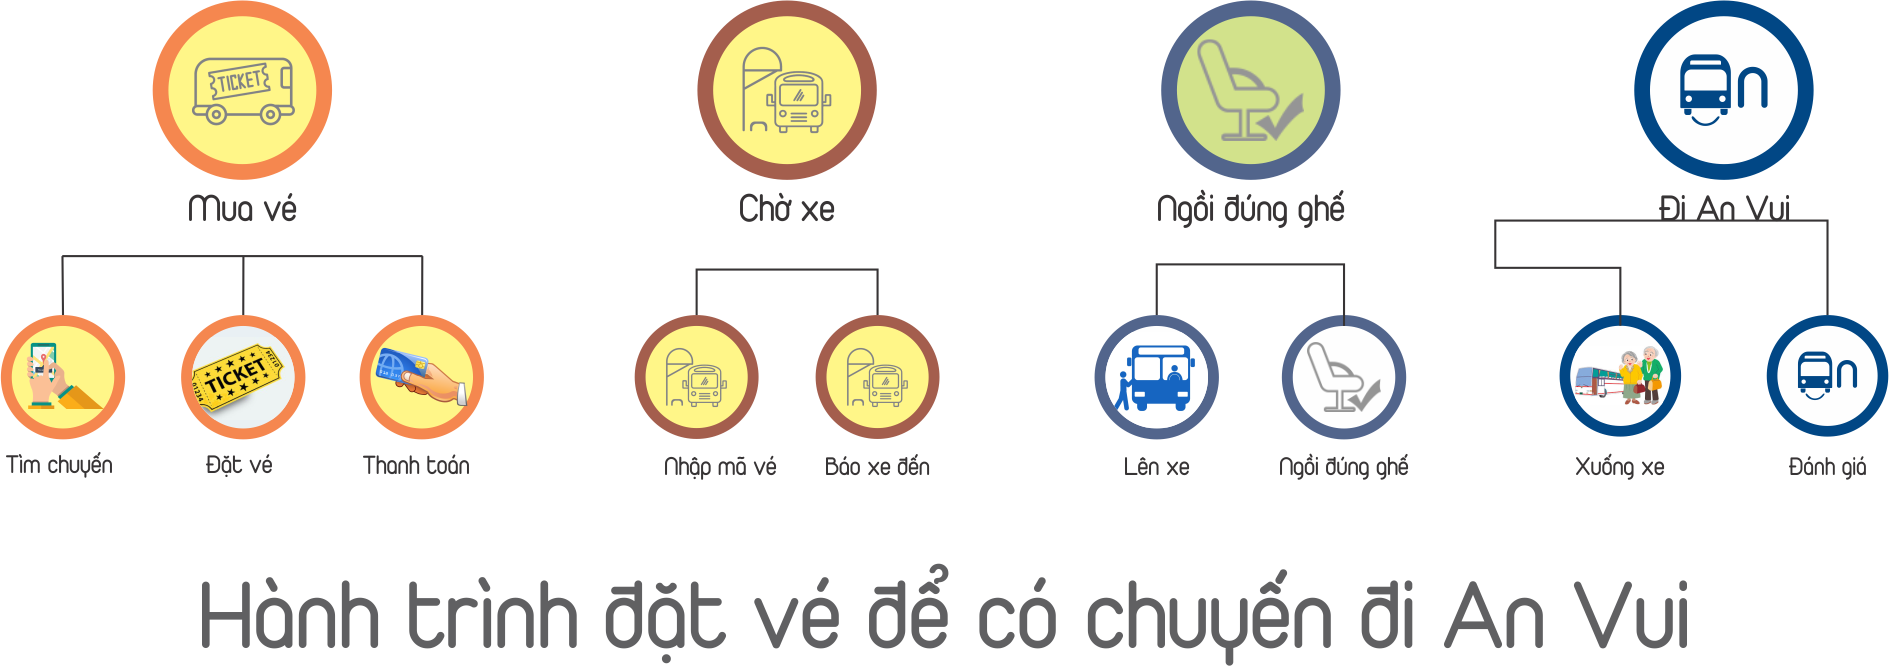 TICKET
Mua vé
Chờ xe
Ngồi đúng ghế
Đi An Vui
TICKET
01234
01234
Tìm chuyến
Đặt vé
Thanh toán
Nhập mã vé
Báo xe đến
Lên xe
Ngồi đúng ghế
Xuống xe
Đánh giá
Hành trình đặt vé để có chuyến đi An Vui